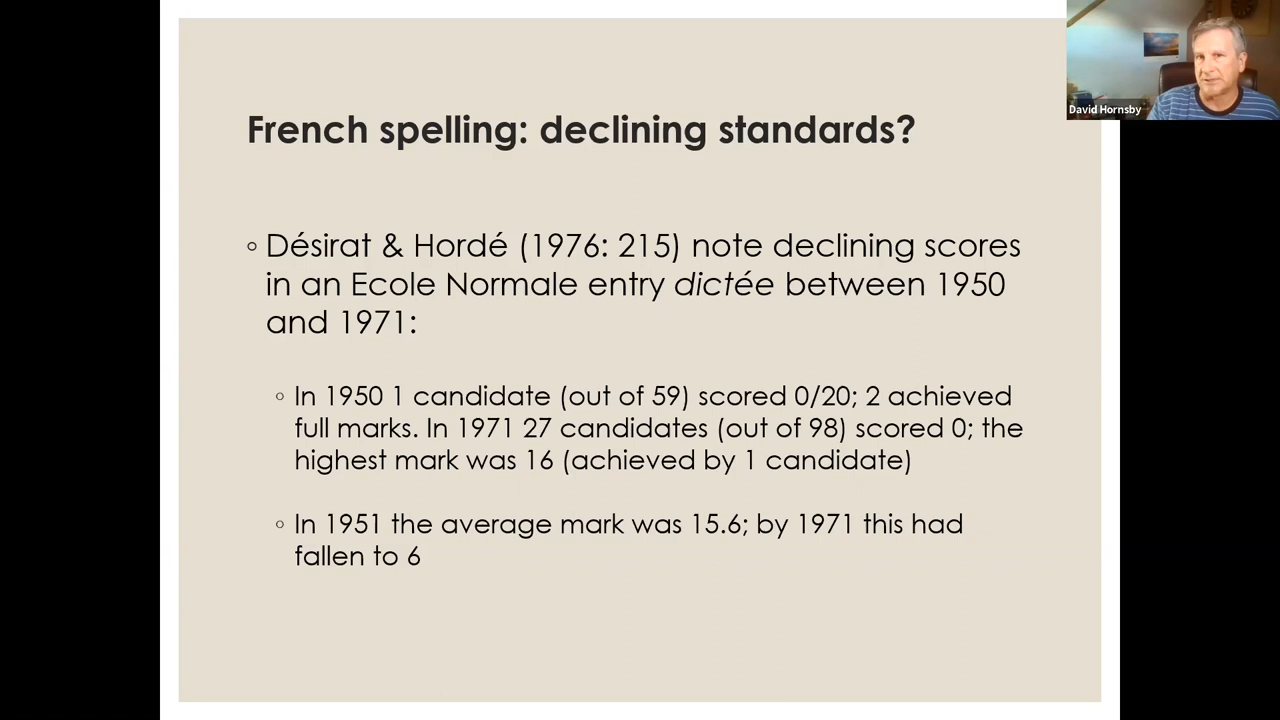 French spelling: declining standards?
David Hornsby
◦ Désirat & Hordé (1976: 215) note declining scores
in an Ecole Normale entry dictée between 1950
and 1971:
◦ In 1950 1 candidate (out of 59) scored 0/20; 2 achieved
full marks. In 1971 27 candidates (out of 98) scored 0; the
highest mark was 16 (achieved by 1 candidate)
◦ In 1951 the average mark was 15.6; by 1971 this had
fallen to 6